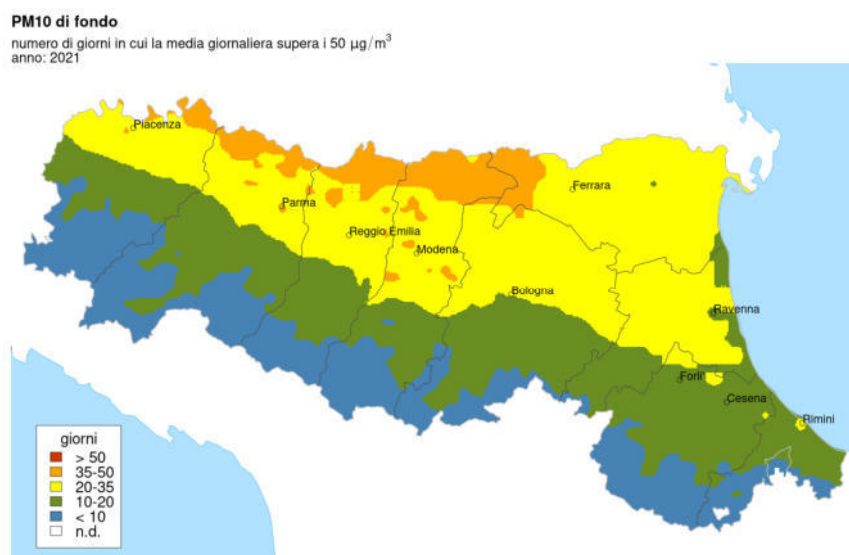 PM10 di fondo
numero di giorni in cui la media giornaliera supera i 50 µg/m³
anno: 2021
Piacenza
Ferrara
Parma
Reggio Emilia
Modena
Bologna
Ravenna
Forli'
Cesena
Rimini
giorni
> 50
35-50
20-35
10-20
< 10
n.d.